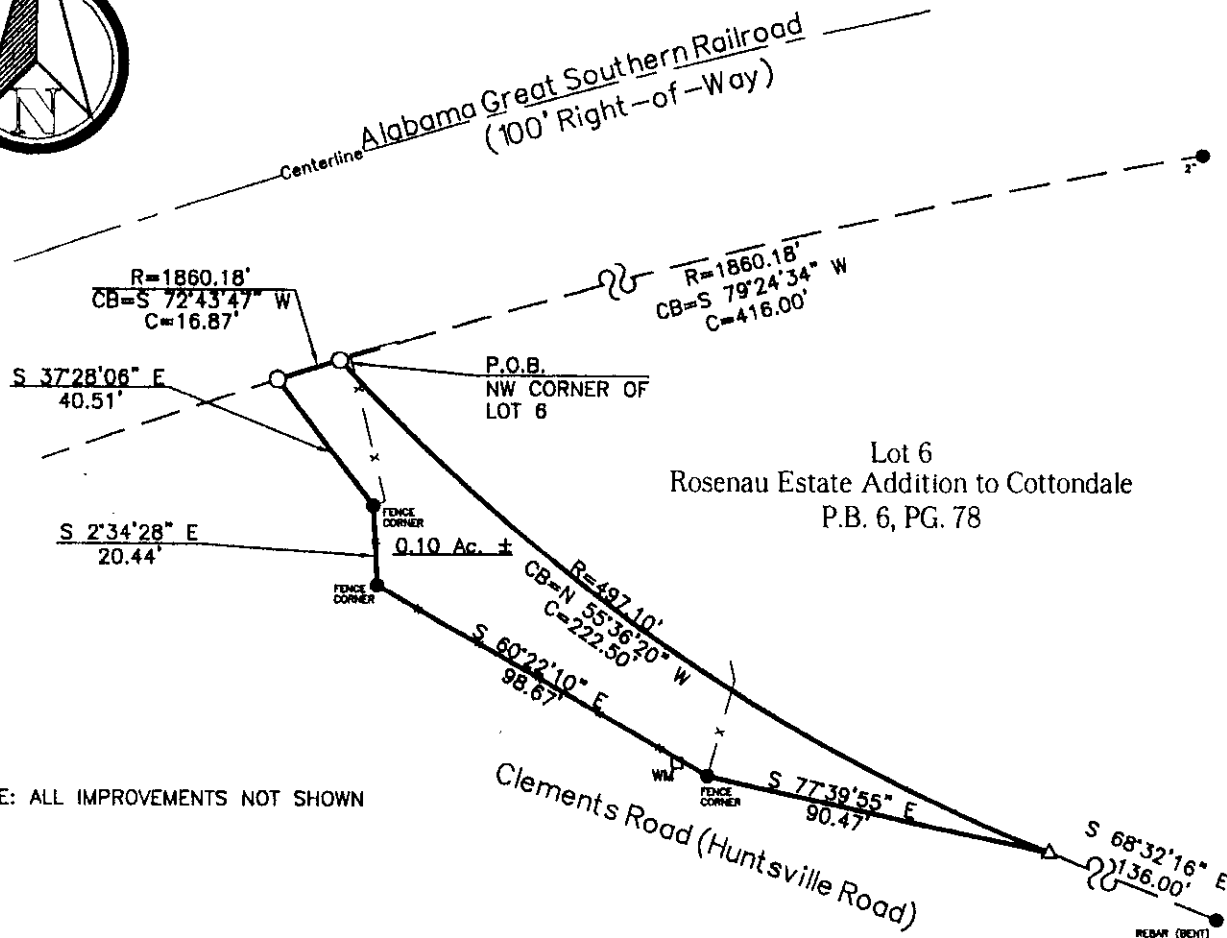 N
Alabama Great Southern Railroad
(100' Right-of-Way)
Centerline
2"
R=1860.18'
CB=S 72°43'47" W
C=16.87'
R=1860.18'
CB=S 79°24'34" W
C=416.00'
S 37°28'06" E
40.51'
P.O.B.
NW CORNER OF
LOT 6
Lot 6
Rosenau Estate Addition to Cottondale
P.B. 6, PG. 78
FENCE
CORNER
S 2°34'28" E
20.44'
0.10 Ac. ±
FENCE
CORNER
R=497.10'
CB=N 55°36'20" W
C=222.50'
S 60°22'10" E
98.67'
WM
FENCE
CORNER
S 77°39'55" E
90.47'
E: ALL IMPROVEMENTS NOT SHOWN
Clements Road (Huntsville Road)
S 68°32'16" E
136.00'
REBAR (BENT)